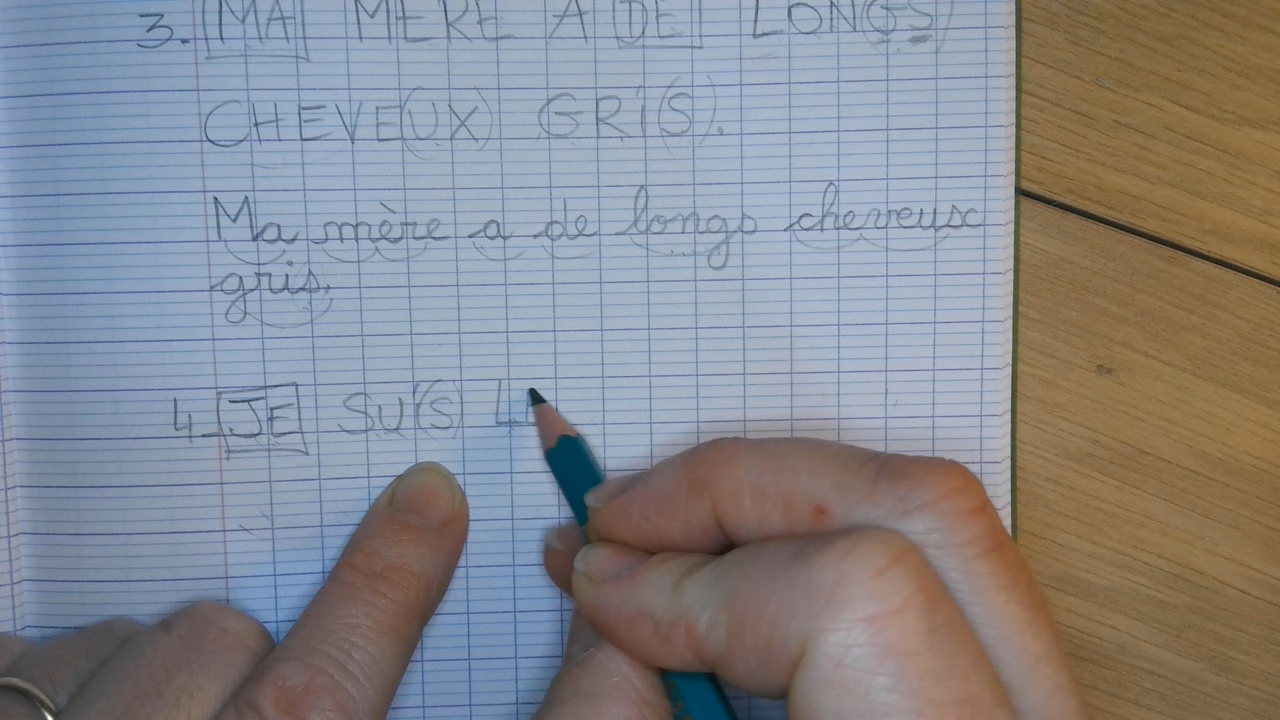 3. MA MÈRE A DE LONGS
CHEVEUX GRIS.
Ma mère a de longs cheveux
gris.
4. JE SUIS